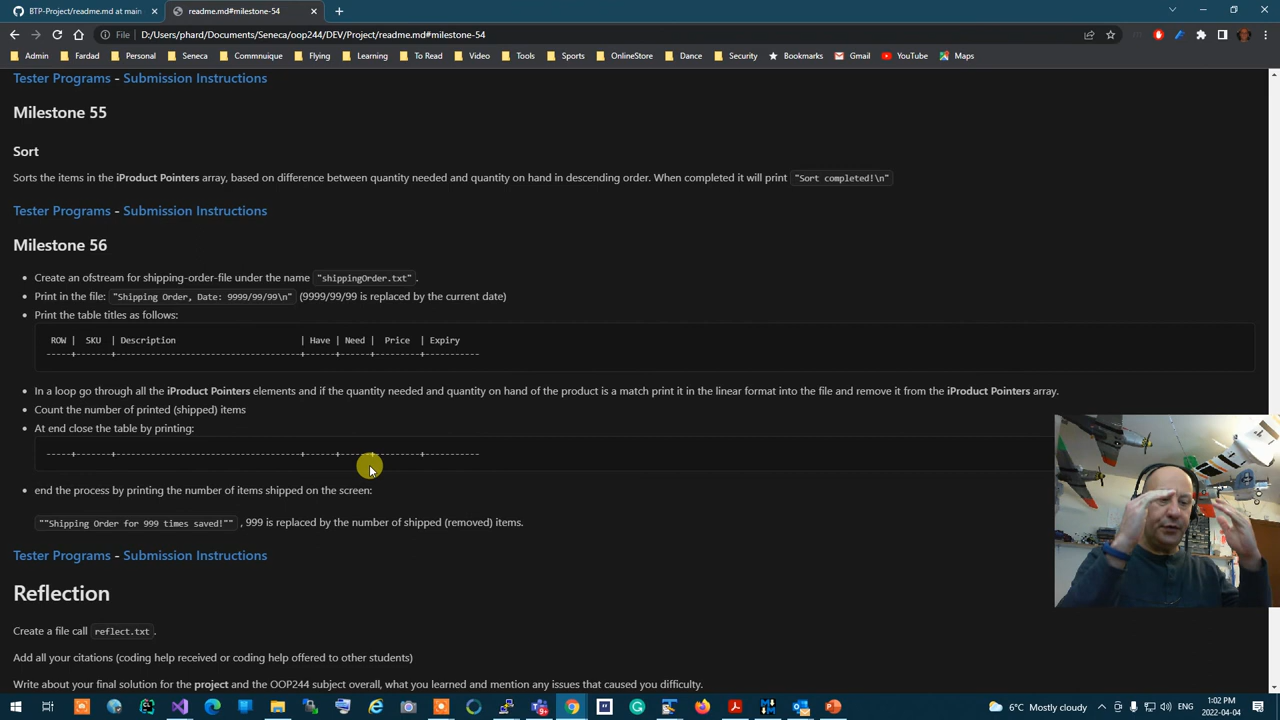 BTP-Project/readme.md at main
readme.md#milestone-54
File
D:/Users/phard/Documents/Seneca/oop244/DEV/Project/readme.md#milestone-54
Admin Fardad Personal Seneca Commnuique Flying Learning To Read Video Tools Sports OnlineStore Dance Security Bookmarks Gmail YouTube Maps
Tester Programs - Submission Instructions
Milestone 55
Sort
Sorts the items in the iProduct Pointers array, based on difference between quantity needed and quantity on hand in descending order. When completed it will print "Sort completed!\n"
Tester Programs - Submission Instructions
Milestone 56
• Create an ofstream for shipping-order-file under the name "shippingOrder.txt".
• Print in the file: "Shipping Order, Date: 9999/99/99\n" (9999/99/99 is replaced by the current date)
• Print the table titles as follows:
ROW | SKU | Description | Have | Need | Price | Expiry
-----+-------+-------------------------------------+------+------+---------+-----------
• In a loop go through all the iProduct Pointers elements and if the quantity needed and quantity on hand of the product is a match print it in the linear format into the file and remove it from the iProduct Pointers array.
• Count the number of printed (shipped) items
• At end close the table by printing:
-----+-------+-------------------------------------+------+------+---------+-----------
• end the process by printing the number of items shipped on the screen:
""Shipping Order for 999 times saved!"" , 999 is replaced by the number of shipped (removed) items.
Tester Programs - Submission Instructions
Reflection
Create a file call reflect.txt.
Add all your citations (coding help received or coding help offered to other students)
Write about your final solution for the project and the OOP244 subject overall, what you learned and mention any issues that caused you difficulty.
6°C Mostly cloudy
1:02 PM
2022-04-04